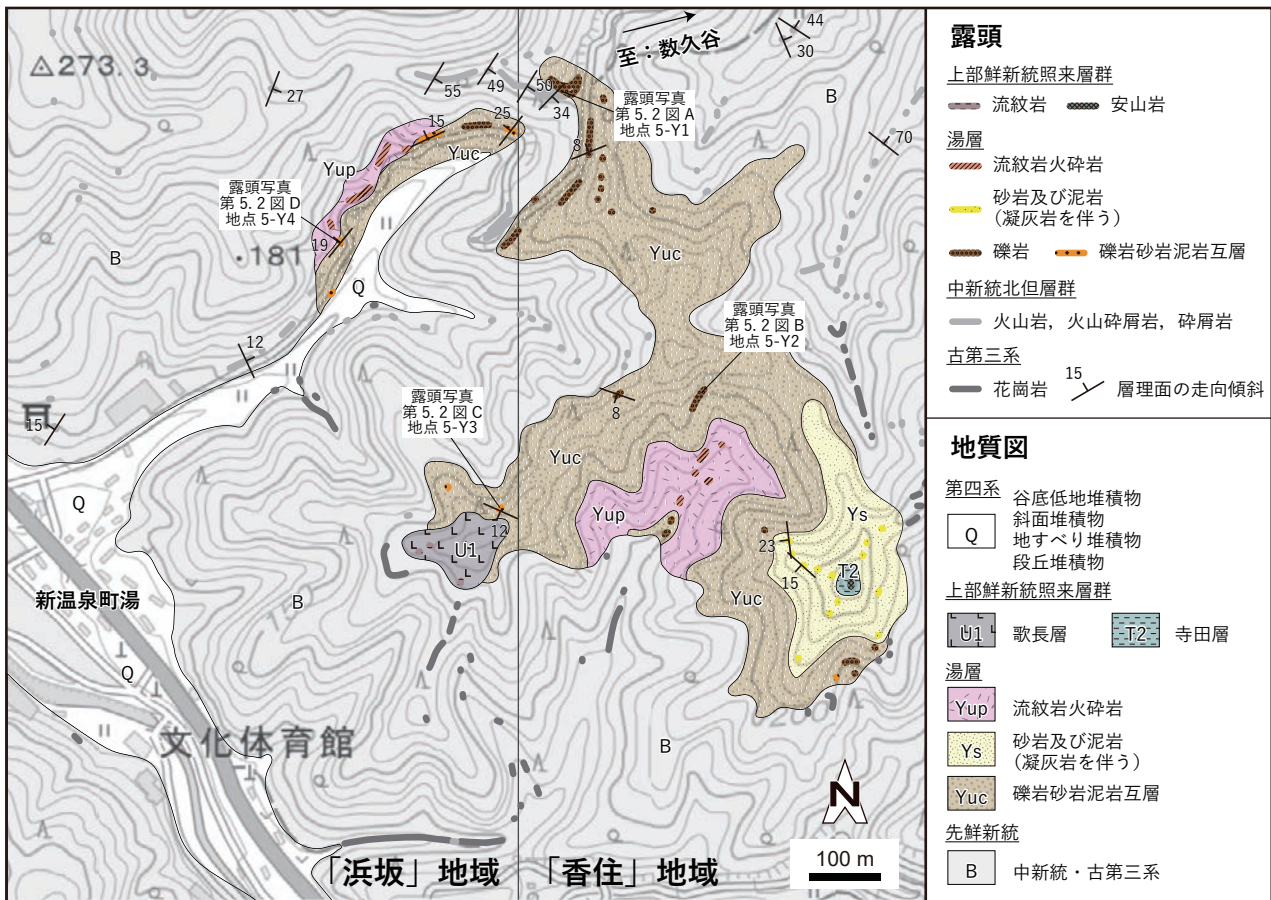 273. 3
27
55
49
50
34
至：数久谷
44
30
B
70
露頭写真
第 5. 2 図 A
地点 5-Y1
15
25
8
Yup
Yuc
露頭写真
第 5. 2 図 D
地点 5-Y4
19
・181
B
Q
Yuc
12
露頭写真
第 5. 2 図 B
地点 5-Y2
8
15
露頭写真
第 5. 2 図 C
地点 5-Y3
Q
Yuc
Yup
Ys
12
U1
23
15
T2
新温泉町湯
B
Yuc
Q
文化体育館
B
N
100 m
「浜坂」地域
「香住」地域
露頭
上部鮮新統照来層群
流紋岩
安山岩
湯層
流紋岩火砕岩
砂岩及び泥岩
(凝灰岩を伴う)
礫岩
礫岩砂岩泥岩互層
中新統北但層群
火山岩，火山砕屑岩，砕屑岩
古第三系
花崗岩
15
層理面の走向傾斜
地質図
第四系
Q
谷底低地堆積物
斜面堆積物
地すべり堆積物
段丘堆積物
上部鮮新統照来層群
U1
歌長層
T2
寺田層
湯層
Yup
流紋岩火砕岩
Ys
砂岩及び泥岩
(凝灰岩を伴う)
Yuc
礫岩砂岩泥岩互層
先鮮新統
B
中新統・古第三系